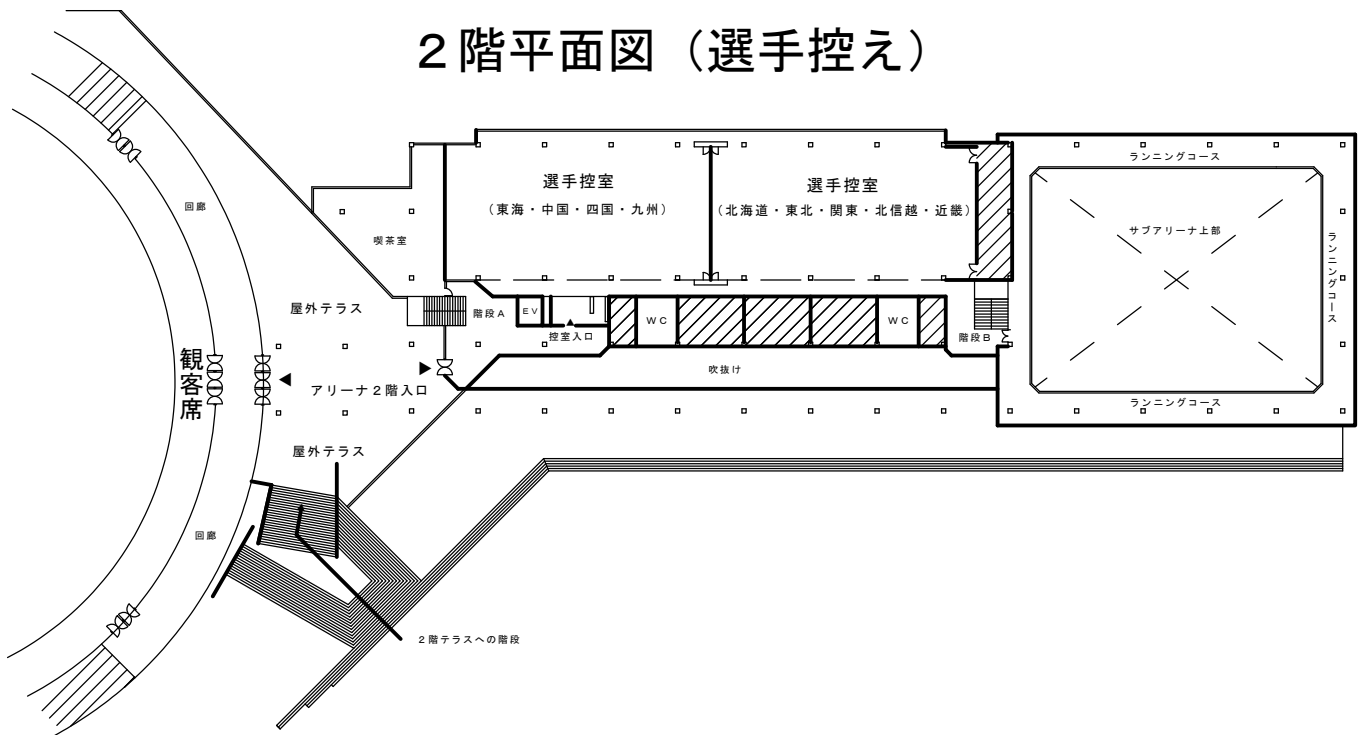 ２階平面図（選手控え）
ランニングコース
選手控室
（東海・中国・四国・九州）
選手控室
（北海道・東北・関東・北信越・近畿）
回廊
喫茶室
サブアリーナ上部
ランニングコース
屋外テラス
階段A
EV
控室入口
WC
WC
階段B
観客席
アリーナ２階入口
吹抜け
ランニングコース
屋外テラス
回廊
２階テラスへの階段